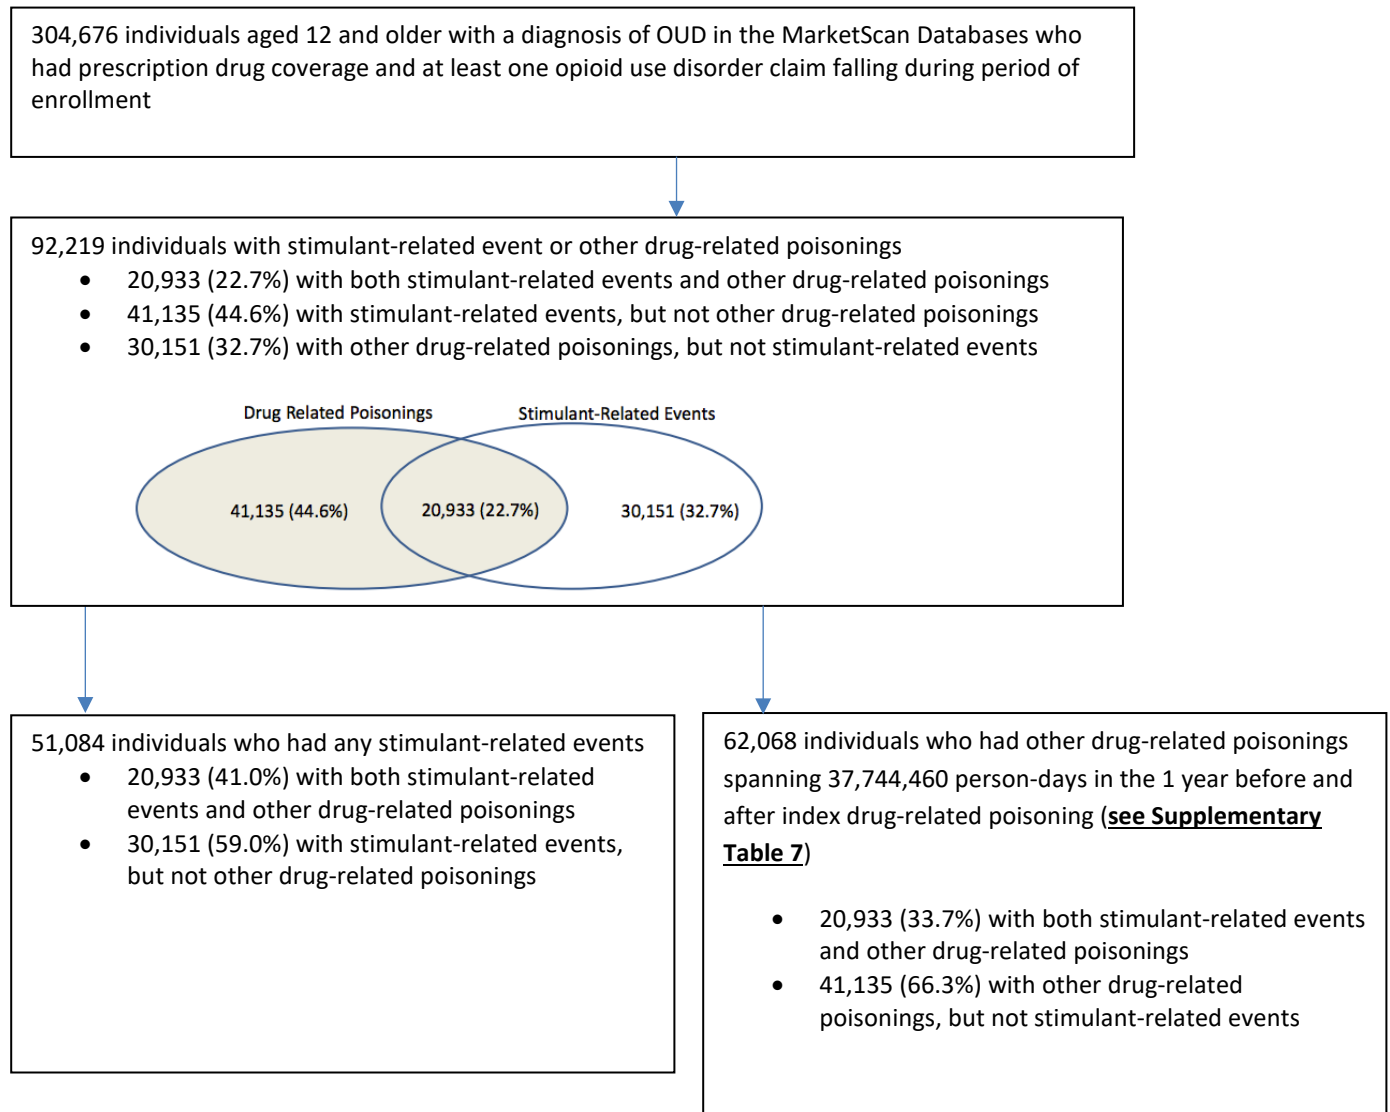 304,676 individuals aged 12 and older with a diagnosis of OUD in the MarketScan Databases who
had prescription drug coverage and at least one opioid use disorder claim falling during period of
enrollment
92,219 individuals with stimulant-related event or other drug-related poisonings
• 20,933 (22.7%) with both stimulant-related events and other drug-related poisonings
• 41,135 (44.6%) with stimulant-related events, but not other drug-related poisonings
• 30,151 (32.7%) with other drug-related poisonings, but not stimulant-related events
Drug Related Poisonings
Stimulant-Related Events
41,135 (44.6%)
20,933 (22.7%)
30,151 (32.7%)
51,084 individuals who had any stimulant-related events
• 20,933 (41.0%) with both stimulant-related
events and other drug-related poisonings
• 30,151 (59.0%) with stimulant-related events,
but not other drug-related poisonings
62,068 individuals who had other drug-related poisonings
spanning 37,744,460 person-days in the 1 year before and
after index drug-related poisoning (see Supplementary
Table 7)
• 20,933 (33.7%) with both stimulant-related events
and other drug-related poisonings
• 41,135 (66.3%) with other drug-related
poisonings, but not stimulant-related events